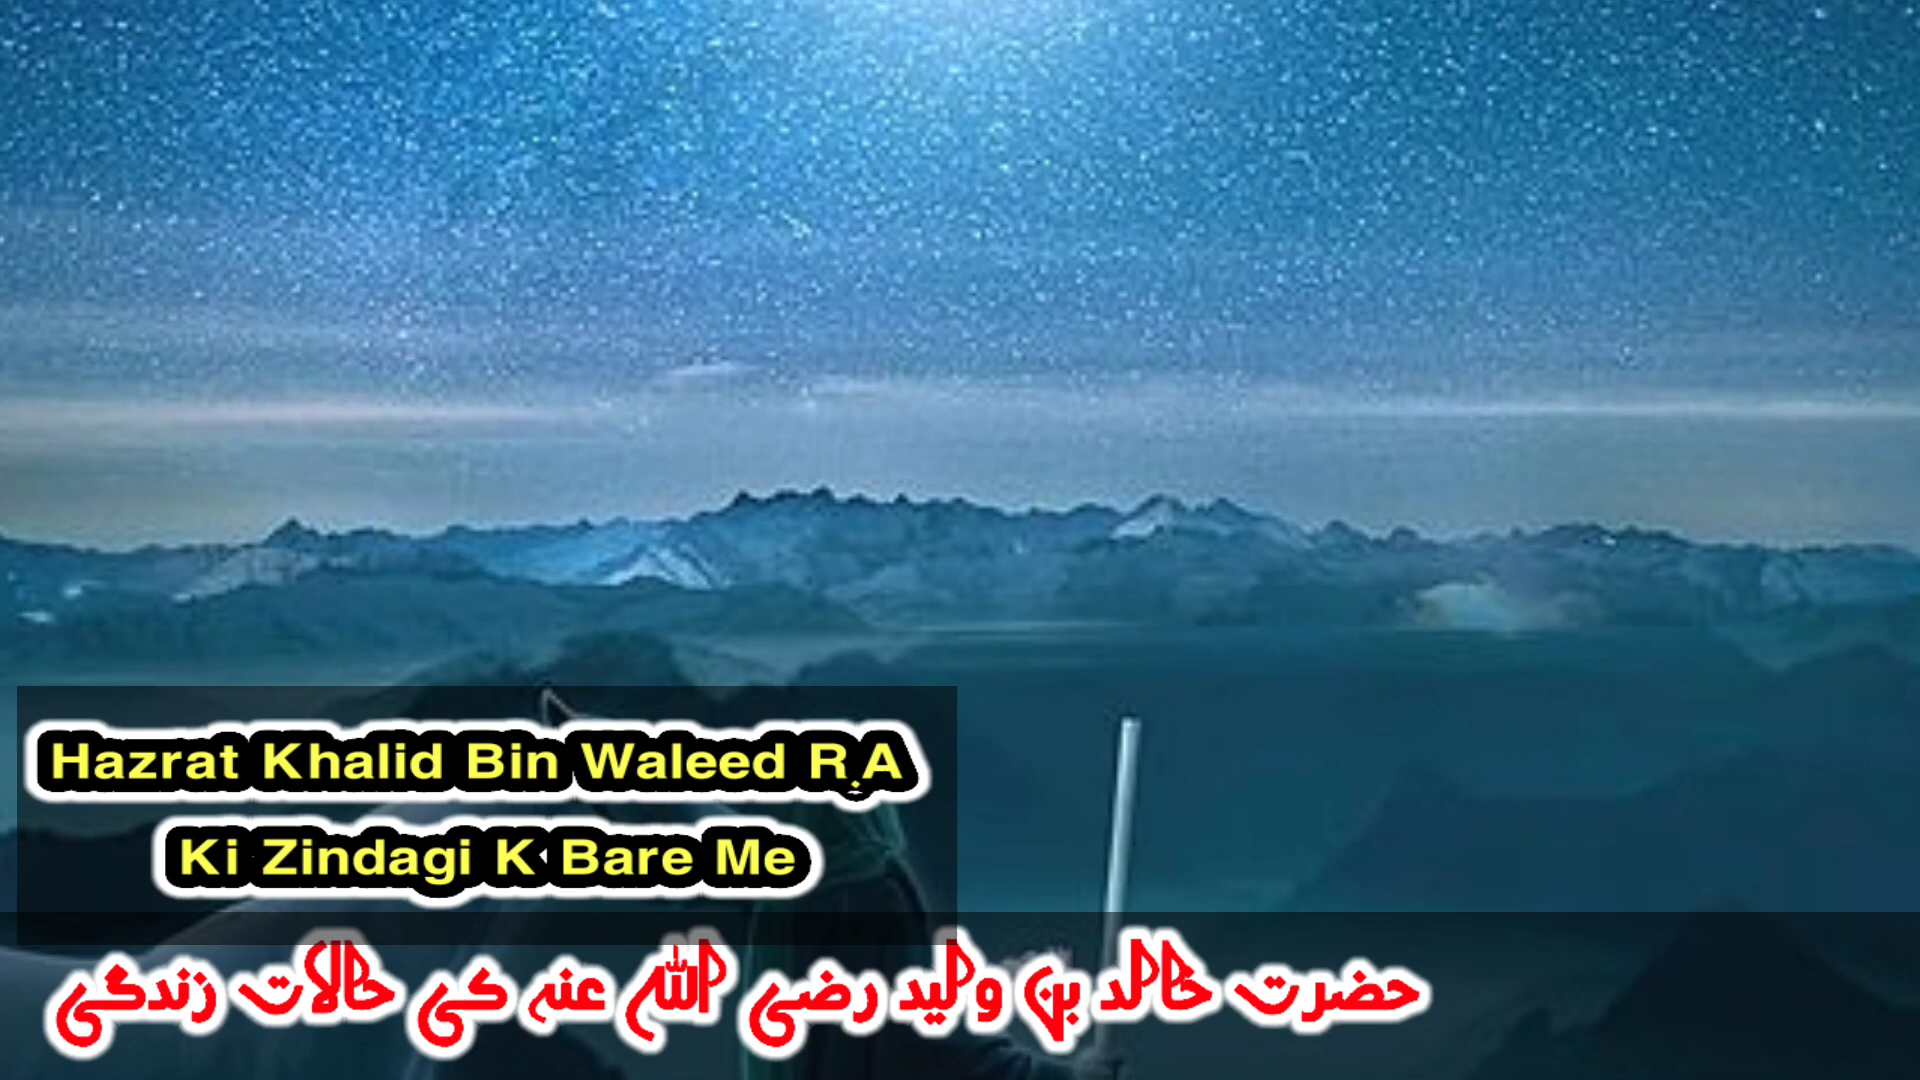 Hazrat Khalid Bin Waleed R.A
Ki Zindagi K Bare Me
حضرت خالد بن ولید رضی اللہ عنہ کی حالات زندگی